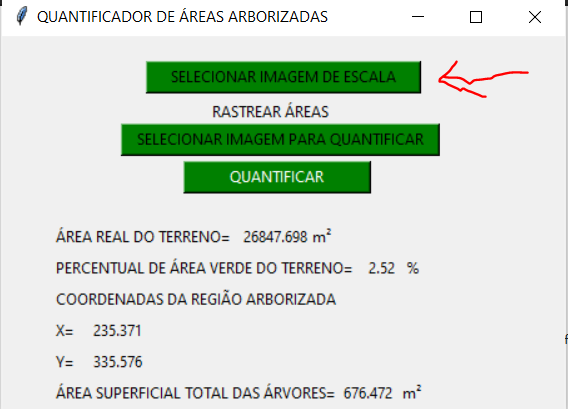 QUANTIFICADOR DE ÁREAS ARBORIZADAS
SELECIONAR IMAGEM DE ESCALA
RASTREAR ÁREAS
SELECIONAR IMAGEM PARA QUANTIFICAR
QUANTIFICAR
ÁREA REAL DO TERRENO= 26847.698 m²
PERCENTUAL DE ÁREA VERDE DO TERRENO= 2.52 %
COORDENADAS DA REGIÃO ARBORIZADA
X= 235.371
Y= 335.576
ÁREA SUPERFICIAL TOTAL DAS ÁRVORES= 676.472 m²